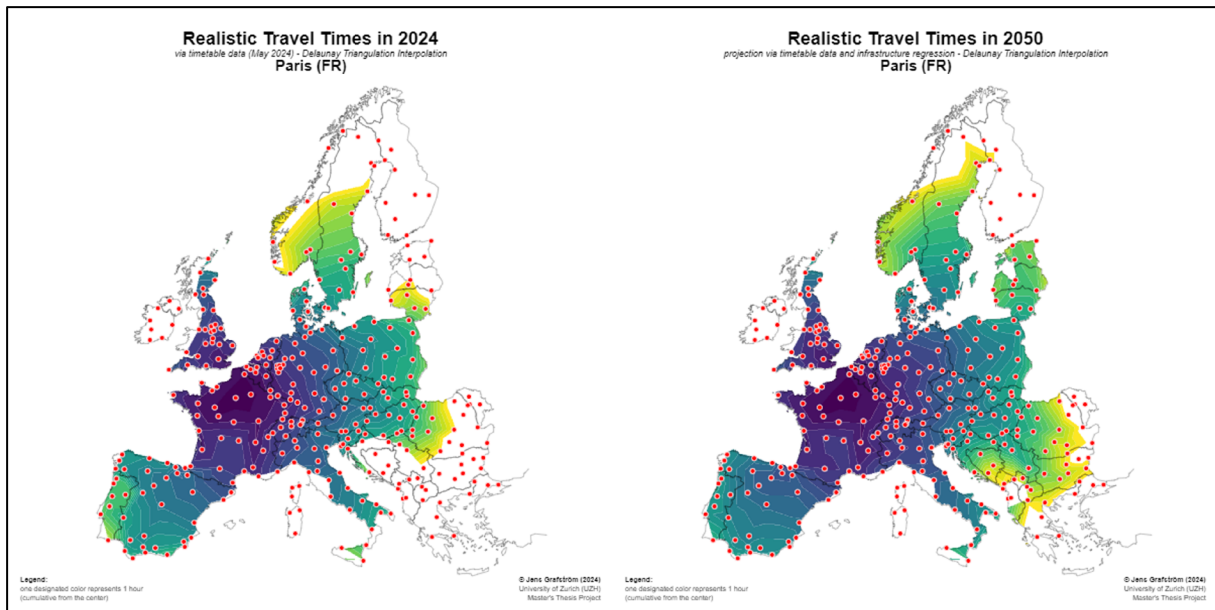 Realistic Travel Times in 2024
via timetable data (May 2024) - Delaunay Triangulation Interpolation
Paris (FR)
Legend:
one designated color represents 1 hour
(cumulative from the center)
© Jens Grafström (2024)
University of Zurich (UZH)
Master's Thesis Project
Realistic Travel Times in 2050
projection via timetable data and infrastructure regression - Delaunay Triangulation Interpolation
Paris (FR)
Legend:
one designated color represents 1 hour
(cumulative from the center)
© Jens Grafström (2024)
University of Zurich (UZH)
Master's Thesis Project